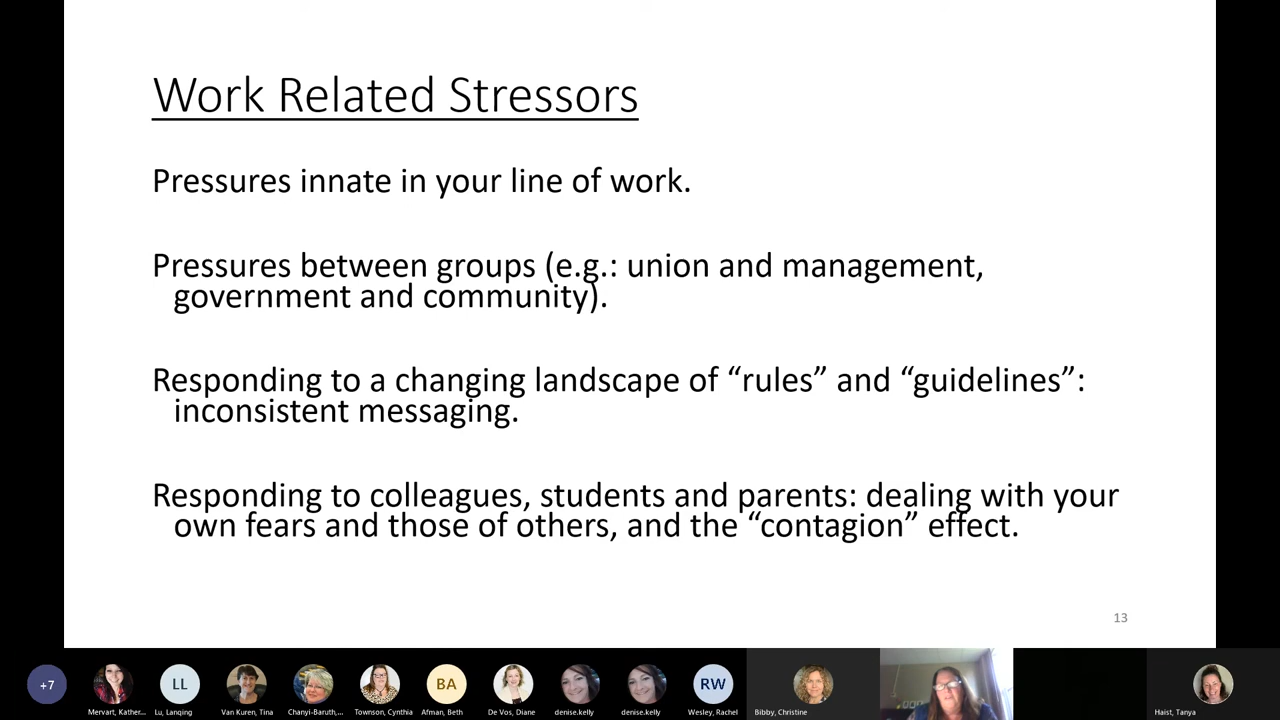 Work Related Stressors
Pressures innate in your line of work.
Pressures between groups (e.g.: union and management,
government and community).
Responding to a changing landscape of “rules” and “guidelines”:
inconsistent messaging.
Responding to colleagues, students and parents: dealing with your
own fears and those of others, and the “contagion” effect.
13
+7
LL
BA
RW
Mervart, Kather...
Lu, Lanqing
Van Kuren, Tina
Chanyi-Baruth,...
Townson, Cynthia
Afman, Beth
De Vos, Diane
denise.kelly
denise.kelly
Wesley, Rachel
Bibby, Christine
Haist, Tanya